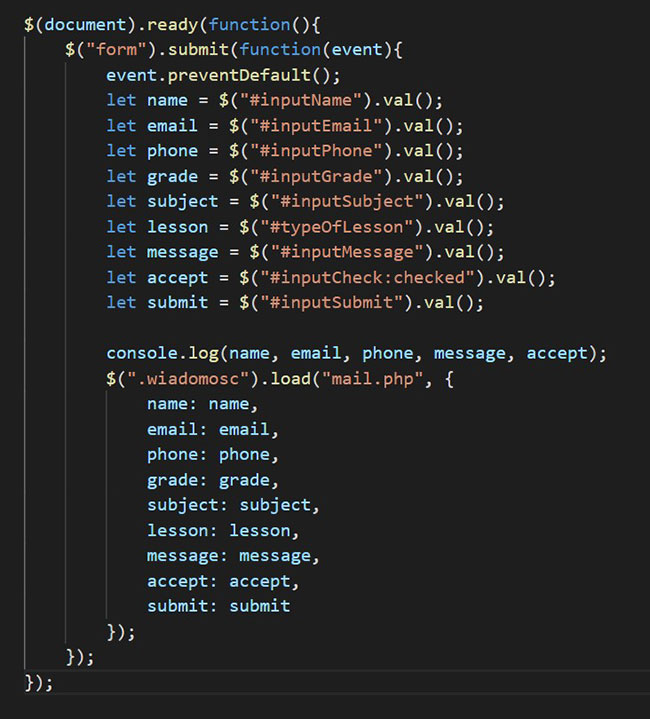 $(document).ready(function(){
    $("form").submit(function(event){
        event.preventDefault();
        let name = $("#inputName").val();
        let email = $("#inputEmail").val();
        let phone = $("#inputPhone").val();
        let grade = $("#inputGrade").val();
        let subject = $("#inputSubject").val();
        let lesson = $("#typeOfLesson").val();
        let message = $("#inputMessage").val();
        let accept = $("#inputCheck:checked").val();
        let submit = $("#inputSubmit").val();

        console.log(name, email, phone, message, accept);
        $(".wiadomosc").load("mail.php", {
            name: name,
            email: email,
            phone: phone,
            grade: grade,
            subject: subject,
            lesson: lesson,
            message: message,
            accept: accept,
            submit: submit
        });
    });
});